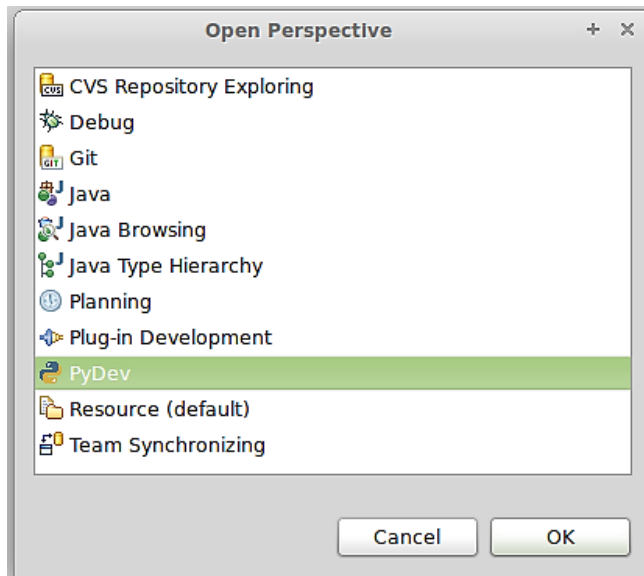 Open Perspective
CVS Repository Exploring
Debug
Git
Java
Java Browsing
Java Type Hierarchy
Planning
Plug-in Development
PyDev
Resource (default)
Team Synchronizing
Cancel
OK